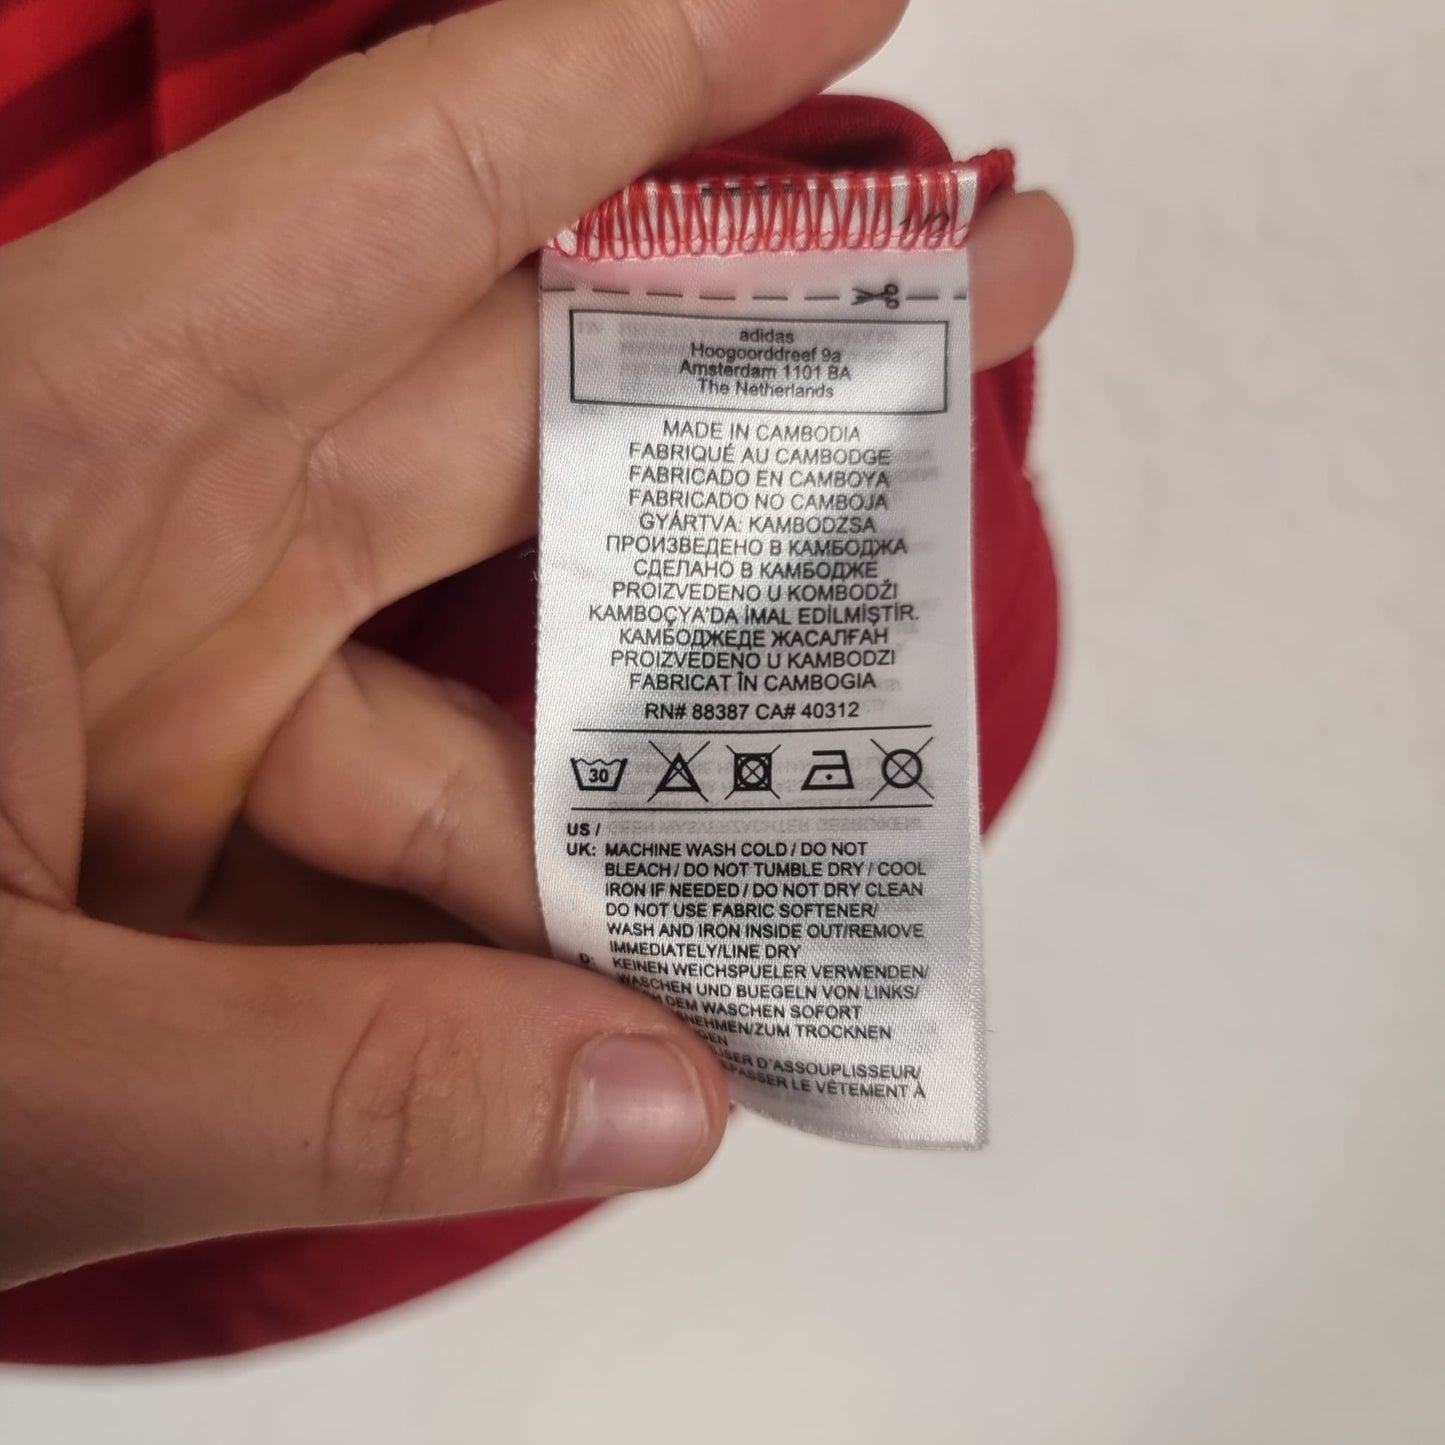 1/2
adidas
Hoogoorddreef 9a
Amsterdam 1101 BA
The Netherlands
MADE IN CAMBODIA
FABRIQUÉ AU CAMBODGE
FABRICADO EN CAMBOYA
FABRICADO NO CAMBOJA
GYÁRTVA: KAMBODZSA
ПРОИЗВЕДЕНО В КАМБОДЖА
СДЕЛАНО В КАМБОДЖЕ
PROIZVEDENO U KOMBODŽI
KAMBOÇYA'DA İMAL EDİLMİŞTİR.
КАМБОДЖЕДЕ ЖАСАЛҒАН
PROIZVEDENO U KAMBODZI
FABRICAT ÎN CAMBOGIA
RN# 88387 CA# 40312
30
US /
UK: MACHINE WASH COLD / DO NOT
BLEACH / DO NOT TUMBLE DRY / COOL
IRON IF NEEDED / DO NOT DRY CLEAN
DO NOT USE FABRIC SOFTENER/
WASH AND IRON INSIDE OUT/REMOVE
IMMEDIATELY/LINE DRY
D: KEINEN WEICHSPUELER VERWENDEN/
WASCHEN UND BUEGELN VON LINKS/
DEM WASCHEN SOFORT
NEHMEN/ZUM TROCKNEN
D'ASSOUPLISSEUR/
LE VÊTEMENT À